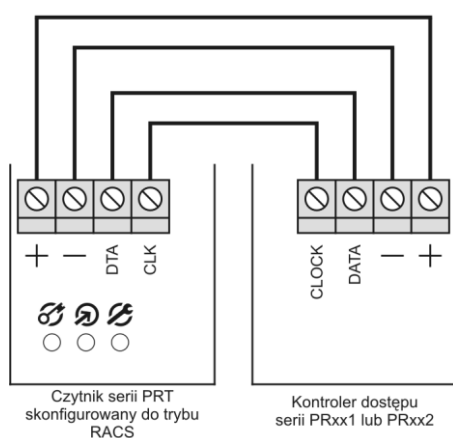 + — DTA CLK
CLOCK DATA — +
Czytnik serii PRT
skonfigurowany do trybu
RACS
Kontroler dostępu
serii PRxx1 lub PRxx2